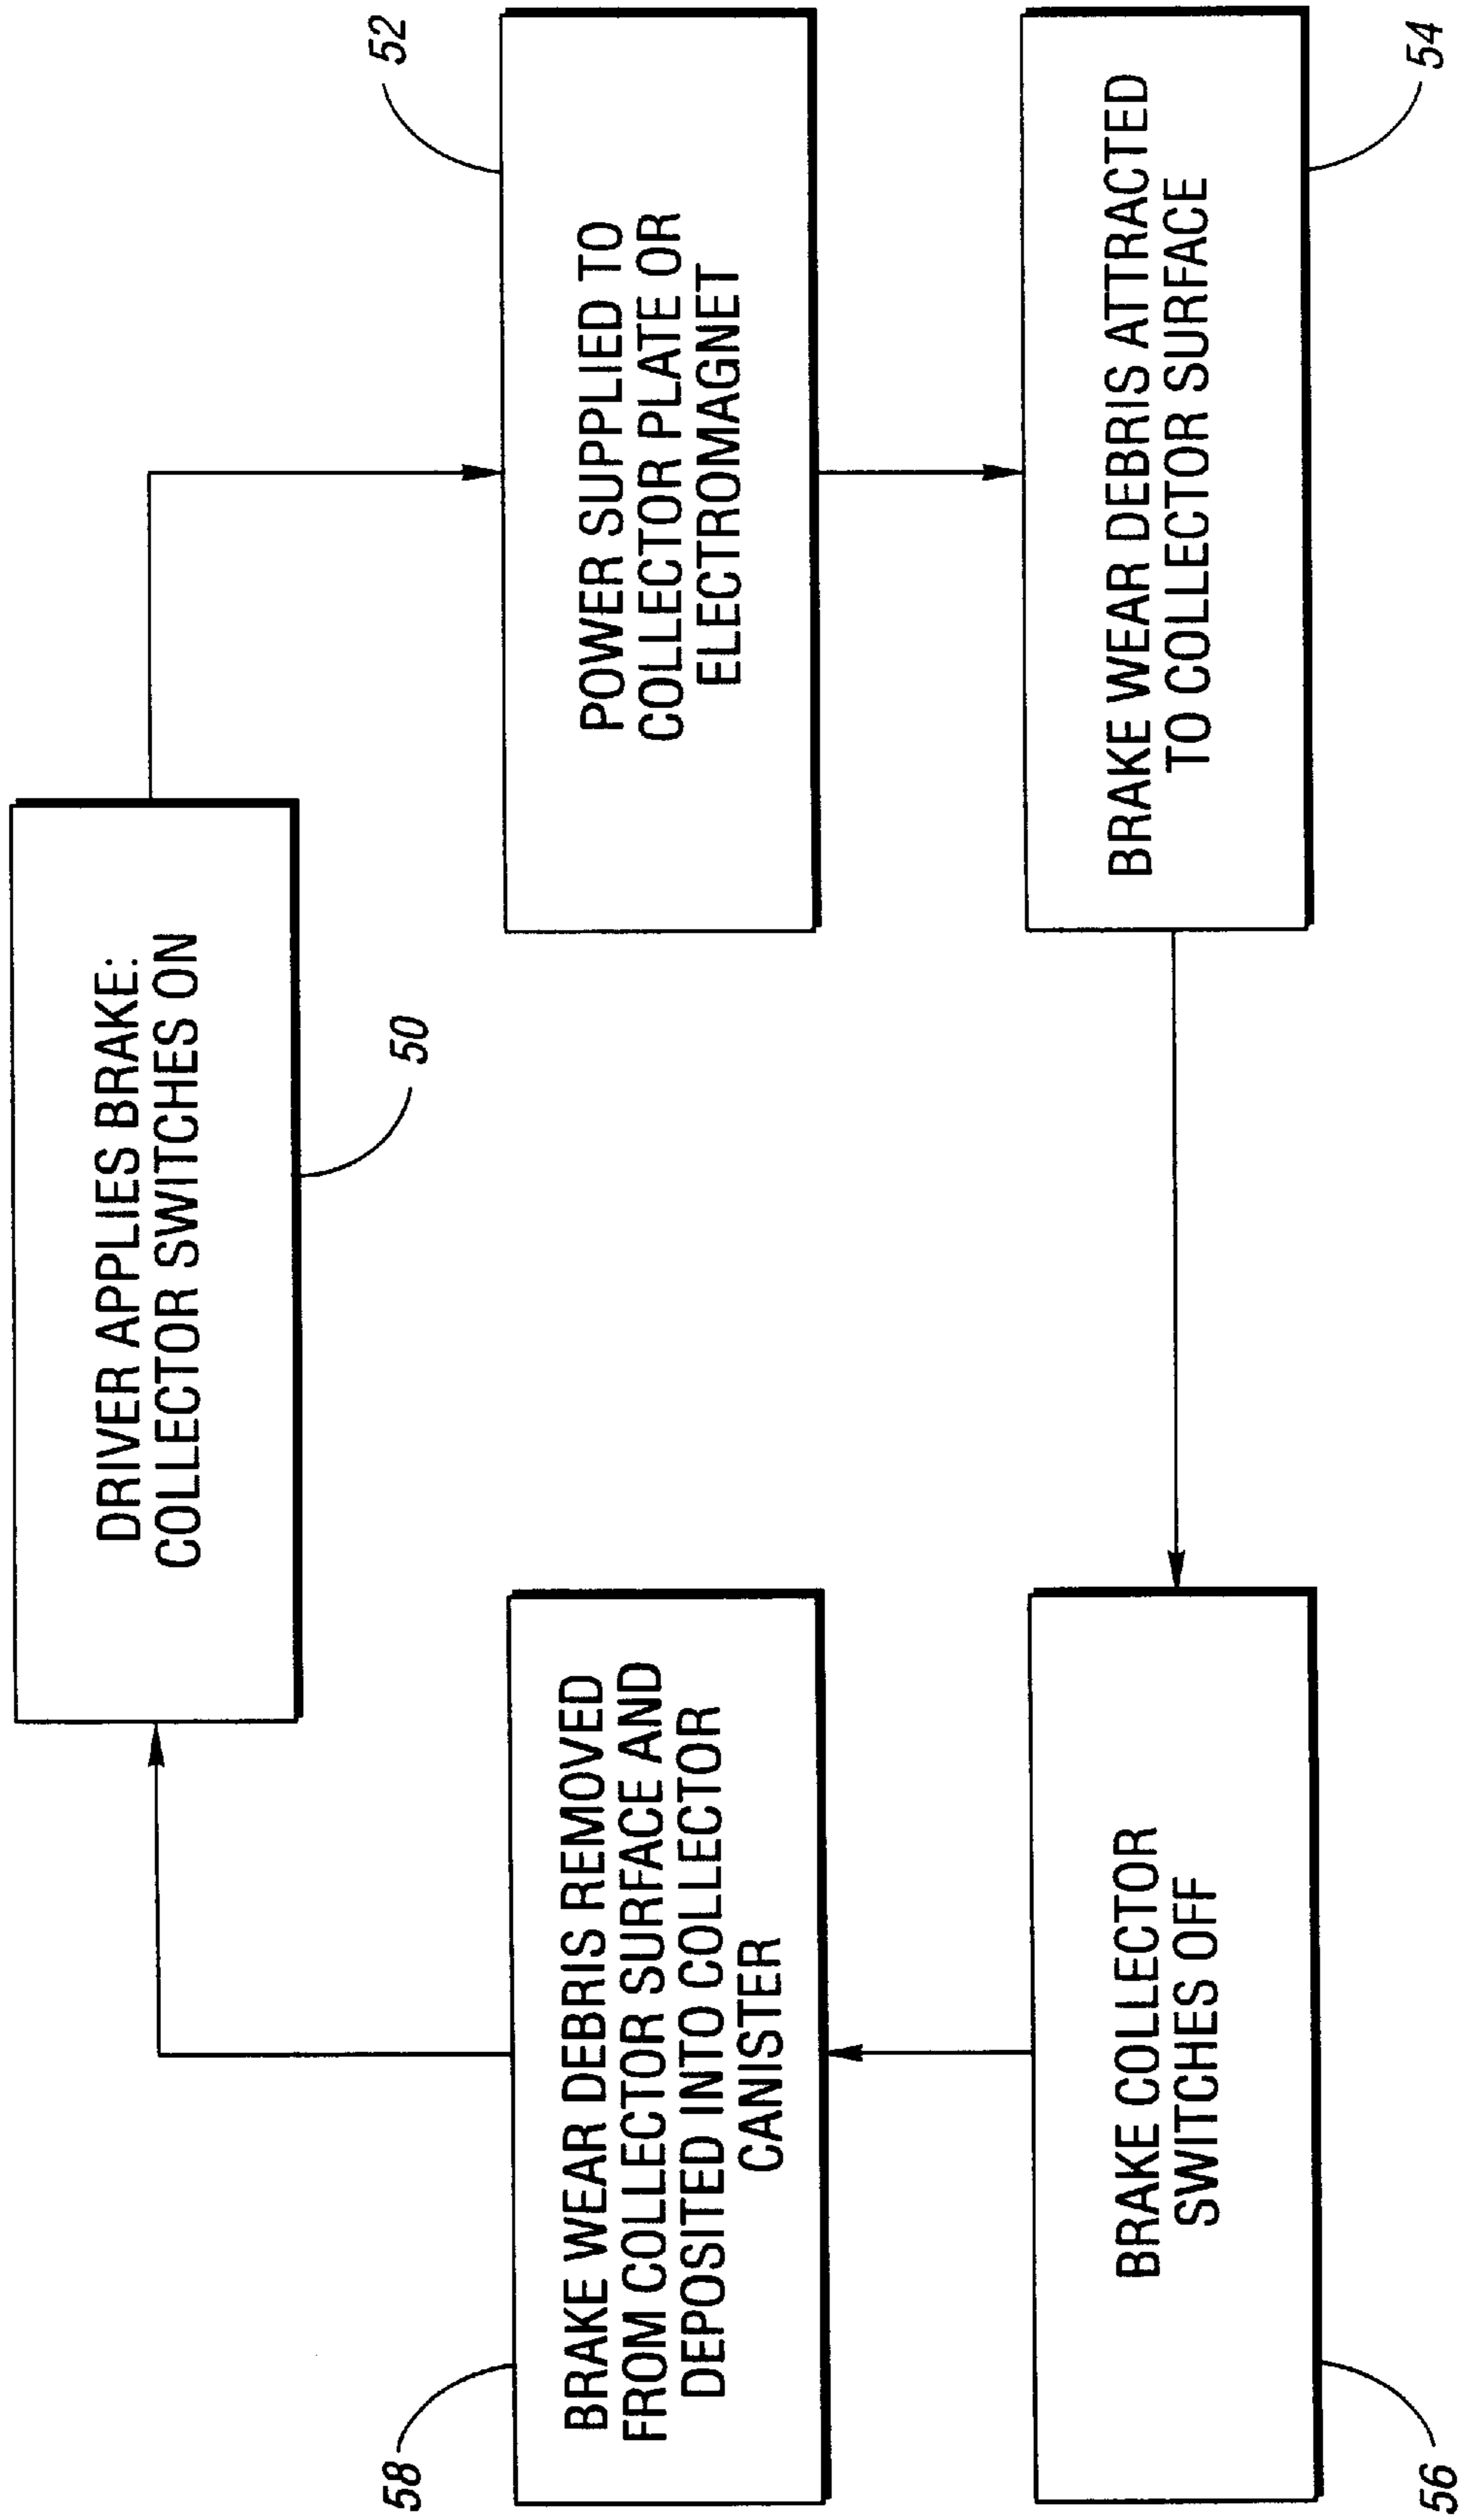 DRIVER APPLIES BRAKE:
COLLECTOR SWITCHES ON
50
52
POWER SUPPLIED TO
COLLECTOR PLATE OR
ELECTROMAGNET
BRAKE WEAR DEBRIS ATTRACTED
TO COLLECTOR SURFACE
54
BRAKE COLLECTOR
SWITCHES OFF
56
58
BRAKE WEAR DEBRIS REMOVED
FROM COLLECTOR SURFACE AND
DEPOSITED INTO COLLECTOR
CANISTER